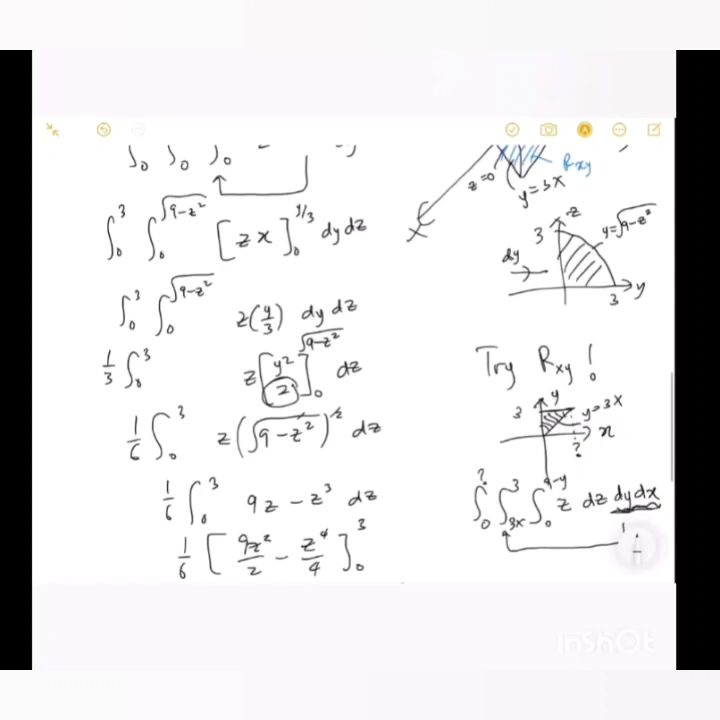 ∫₀ ∫₀ ∫₀
∫₀³ ∫₀^√(9-z²) [zx]₀^(y/3) dy dz
∫₀³ ∫₀^√(9-z²) z(y/3) dy dz
1/3 ∫₀³ z[y²/2]₀^√(9-z²) dz
1/6 ∫₀³ z(√(9-z²))² dz
1/6 ∫₀³ 9z - z³ dz
1/6 [9z²/2 - z⁴/4]₀³
Rxy
z=0
y=3x
x
z
3
y=√(9-z²)
dy
y
3
Try Rxy!
y
3
y=3x
x
?
∫₀^? ∫₃ₓ³ ∫₀^(9-y) z dz dy dx
InShOt